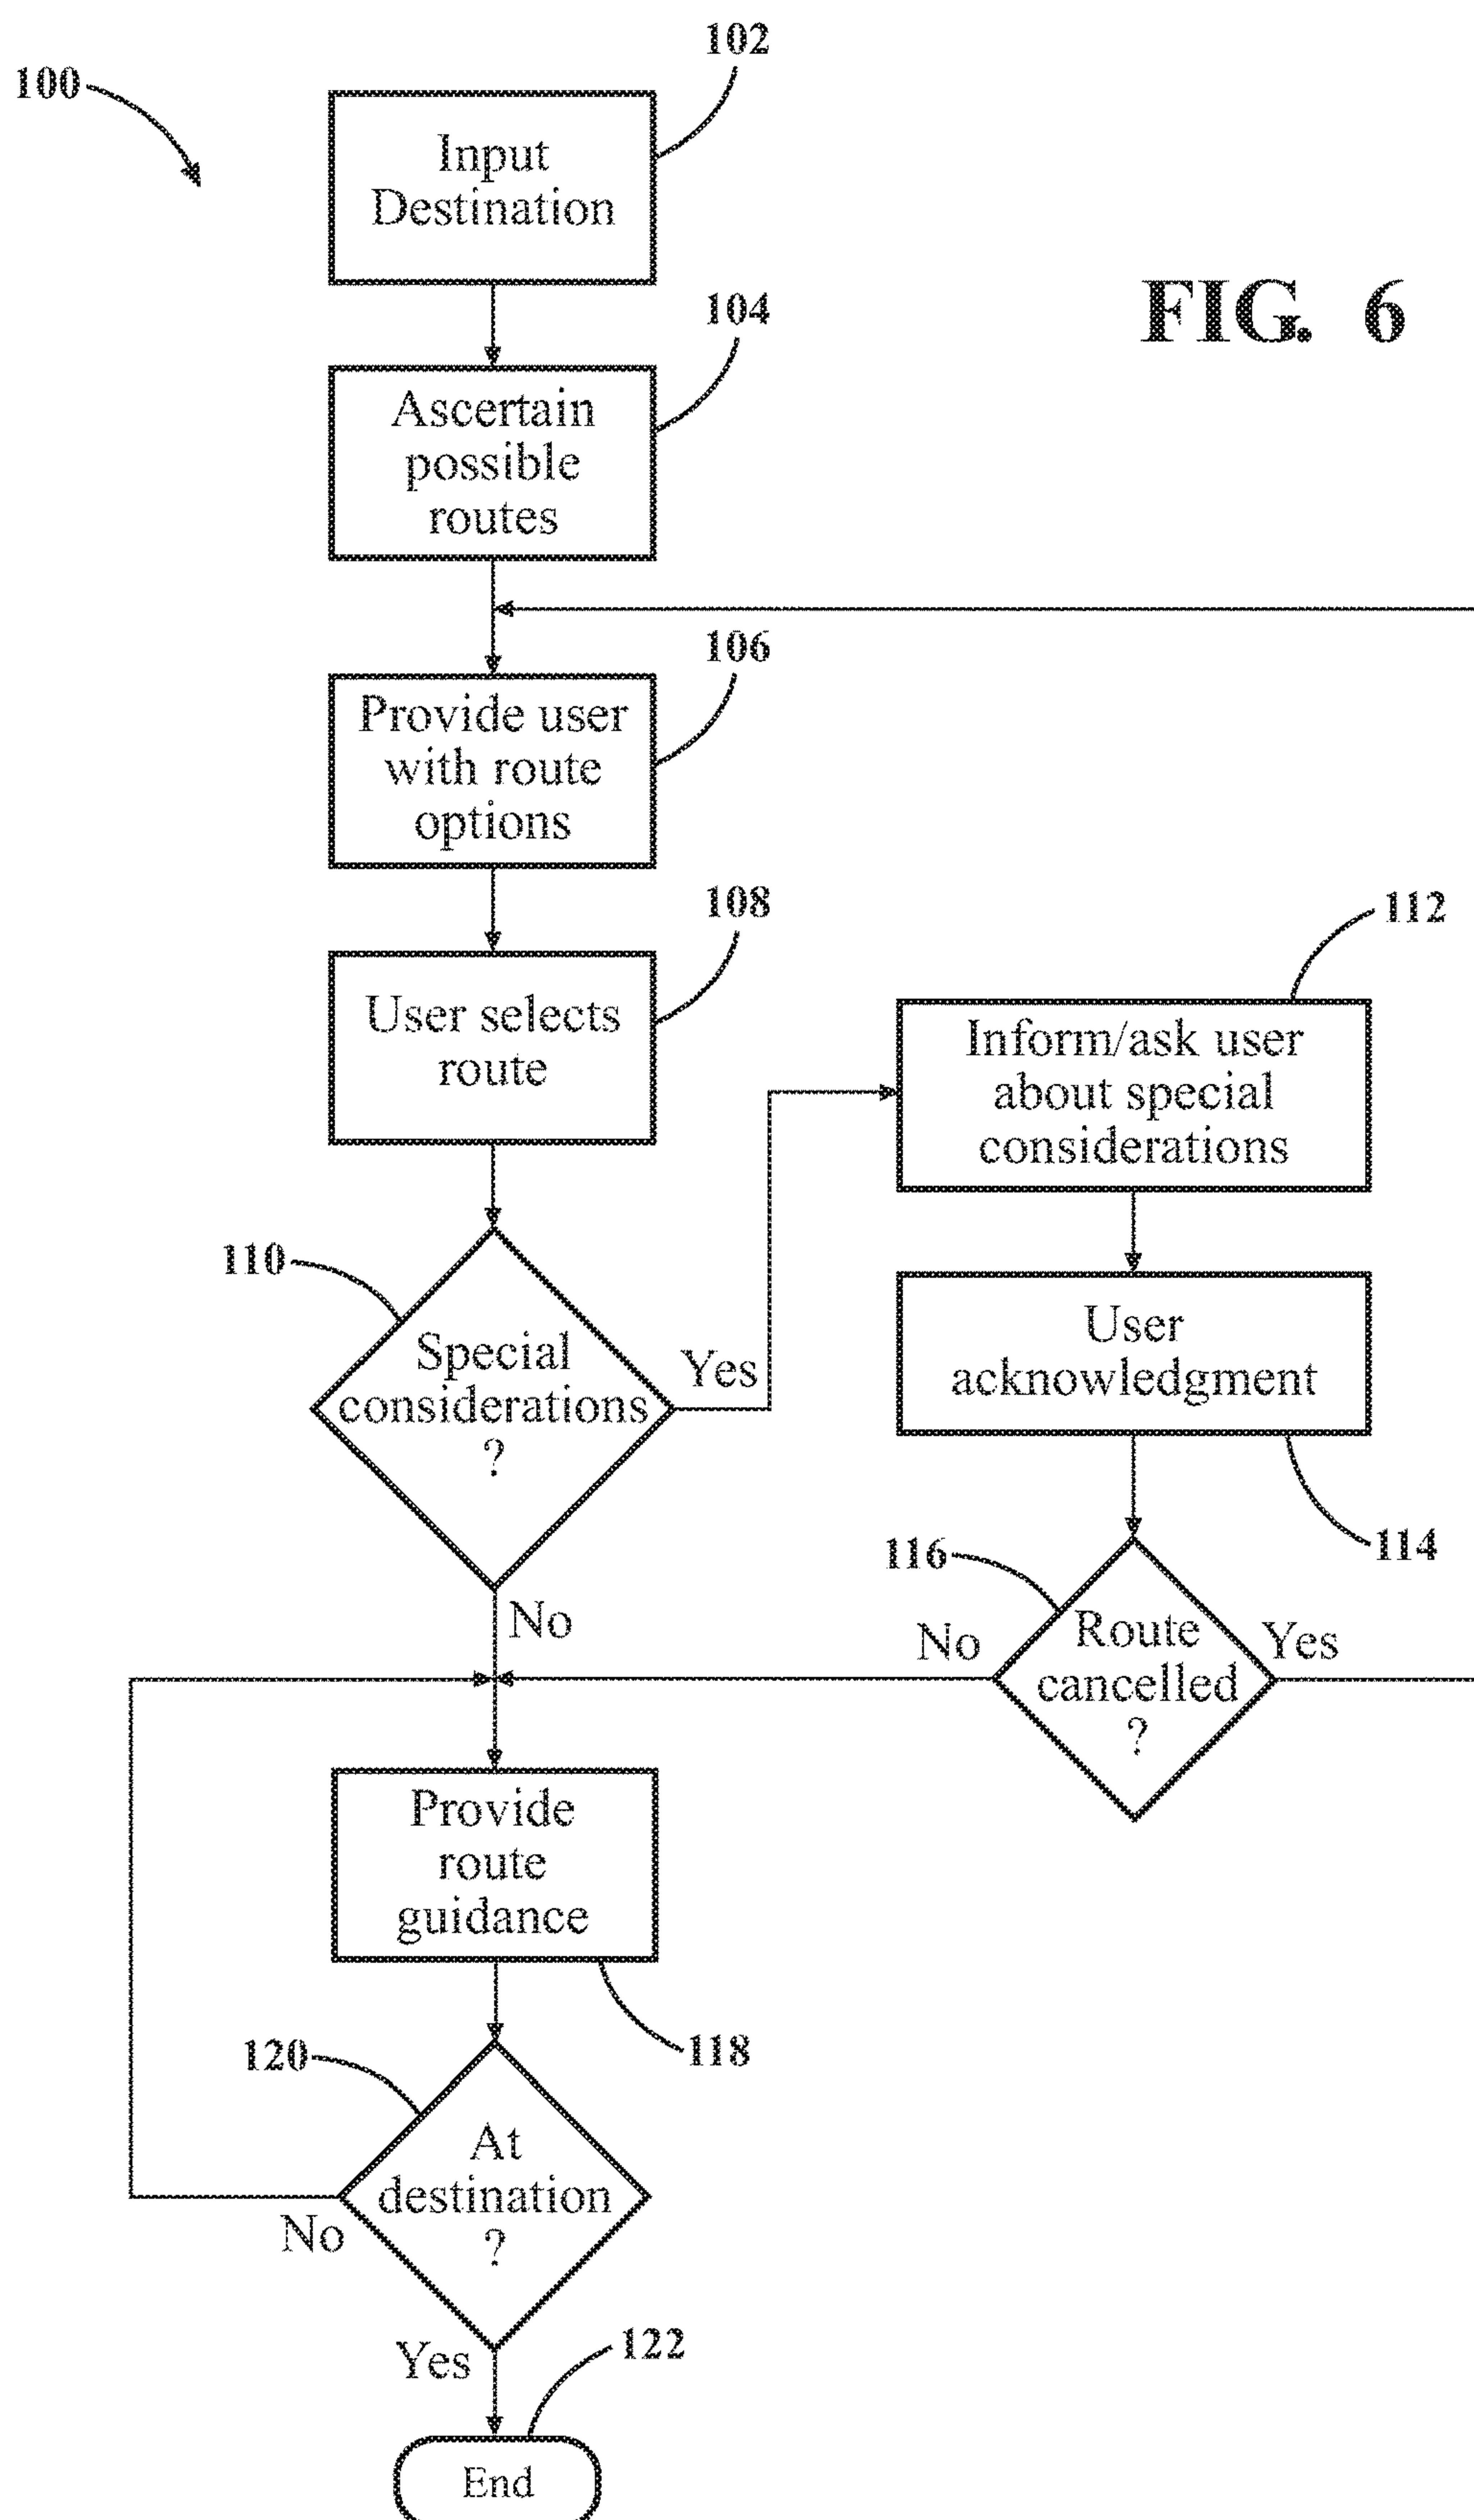 100
102
Input
Destination
104
FIG. 6
Ascertain
possible
routes
106
Provide user
with route
options
108
User selects
route
112
Inform/ask user
about special
considerations
110
Special
considerations
?
Yes
User
acknowledgment
114
116
No
No
Route
cancelled
?
Yes
Provide
route
guidance
118
120
At
destination
?
No
Yes
122
End